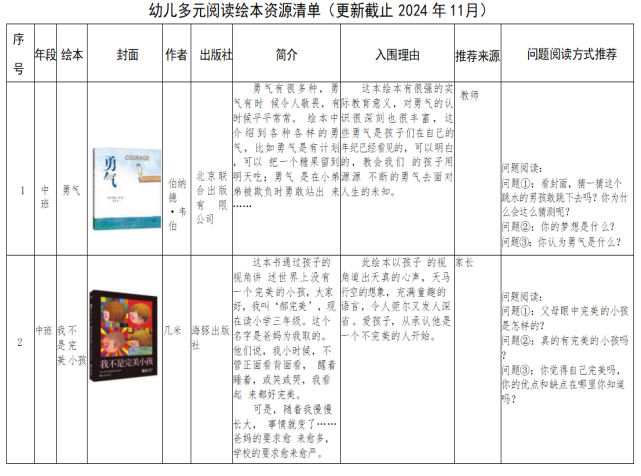 幼儿多元阅读绘本资源清单（更新截止 2024 年 11月）
序号
年段
绘本
封面
作者
出版社
简介
入围理由
推荐来源
问题阅读方式推荐
1
中班
勇气
COURAGE
勇气
伯纳德·韦伯
北京联合出版有 限公司
勇气有很多种，勇
气有时 候令人敬畏，有
时候平平常常。 绘本中
介绍到各种各样的勇
气，比如勇气是有计划
，可以 把一个糖果留到
明天吃；勇气 是在小弟
弟被欺负时勇敢站出 来
……
这本绘本有很强的实
际教育意义，对勇气的认
识很深刻也很丰富，这
些勇气是孩子们在自己的
年纪已经看见的，可以明白
的，教会我们 的孩子用
源源 不断的勇气去面对
人生的未知。
教师
问题阅读：
问题①：看封面，猜一猜这个
跳水的男孩敢跳下去吗？你为什
么会这么猜测呢？
问题②：你的梦想是什么？
问题③：你认为勇气是什么？
2
中班
我不是完美小孩
我不是完美小孩
几米
海豚出版社
这本书通过孩子的
视角讲 述世界上没有
一个完美的小孩，大家
好，我叫‘郝完美’，现
在读小学三年级。这个
名字是爸妈为我取的。
他们说，我小时候，不
管正面看背面看， 醒着
睡着，或笑或哭，我看
起 来都好完美。
可是，随着我慢慢
长大， 事情就变了……
爸妈的要求愈 来愈多，
学校的要求愈来愈严。
此绘本以孩子 的视
角道出天真的心声，天马
行空的想象，充满童趣的
语言，令人莞尔又发人深
省。爱孩子，从承认他是
一个不完美的人开始。
家长
问题阅读：
问题①：父母眼中完美的小孩
是怎样的？
问题②：真的有完美的小孩吗
？
问题③：你觉得自己完美吗，
你的优点和缺点在哪里你知道
吗？